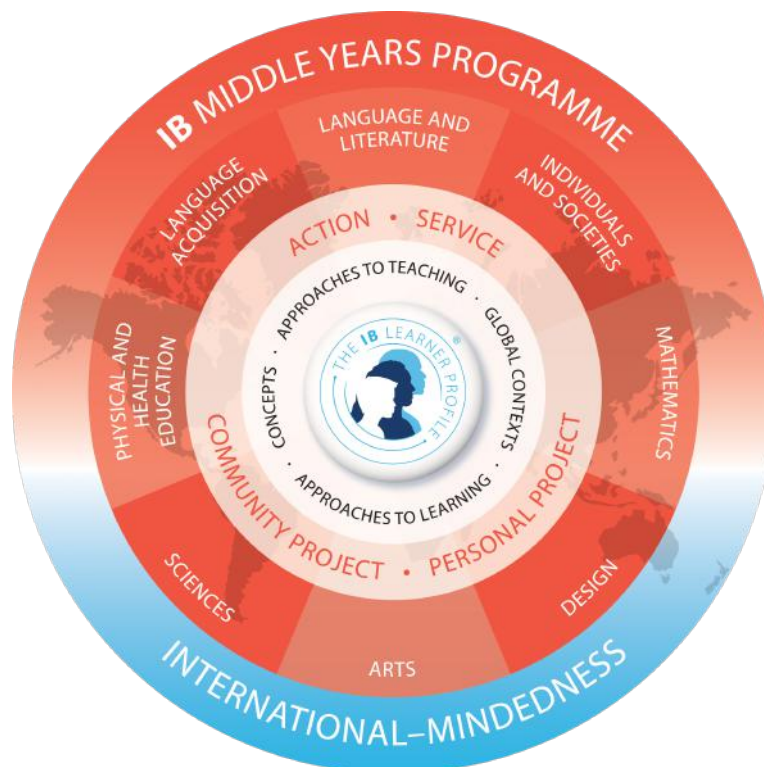 IB MIDDLE YEARS PROGRAMME
LANGUAGE AND
LITERATURE
INDIVIDUALS
AND SOCIETIES
MATHEMATICS
DESIGN
ARTS
SCIENCES
PHYSICAL AND
HEALTH
EDUCATION
LANGUAGE
ACQUISITION
ACTION • SERVICE
PERSONAL PROJECT
•
COMMUNITY PROJECT
APPROACHES TO TEACHING ·
GLOBAL CONTEXTS ·
APPROACHES TO LEARNING ·
CONCEPTS ·
THE IB LEARNER PROFILE ®
INTERNATIONAL–MINDEDNESS